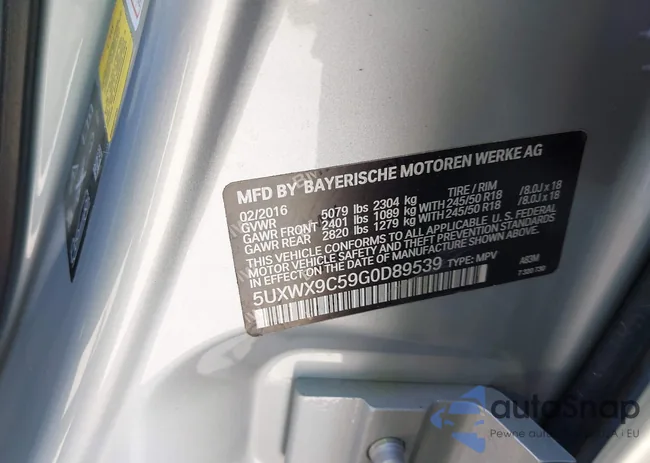 MFD BY BAYERISCHE MOTOREN WERKE AG
02/2016 TIRE / RIM
GVWR 5079 lbs 2304 kg
GAWR FRONT 2401 lbs 1089 kg WITH 245/50 R18 /8.0J x 18
GAWR REAR 2820 lbs 1279 kg WITH 245/50 R18 /8.0J x 18
THIS VEHICLE CONFORMS TO ALL APPLICABLE U.S. FEDERAL
MOTOR VEHICLE SAFETY AND THEFT PREVENTION STANDARDS
IN EFFECT ON THE DATE OF MANUFACTURE SHOWN ABOVE.
5UXWX9C59G0D89539 TYPE: MPV A83M
autoSnap